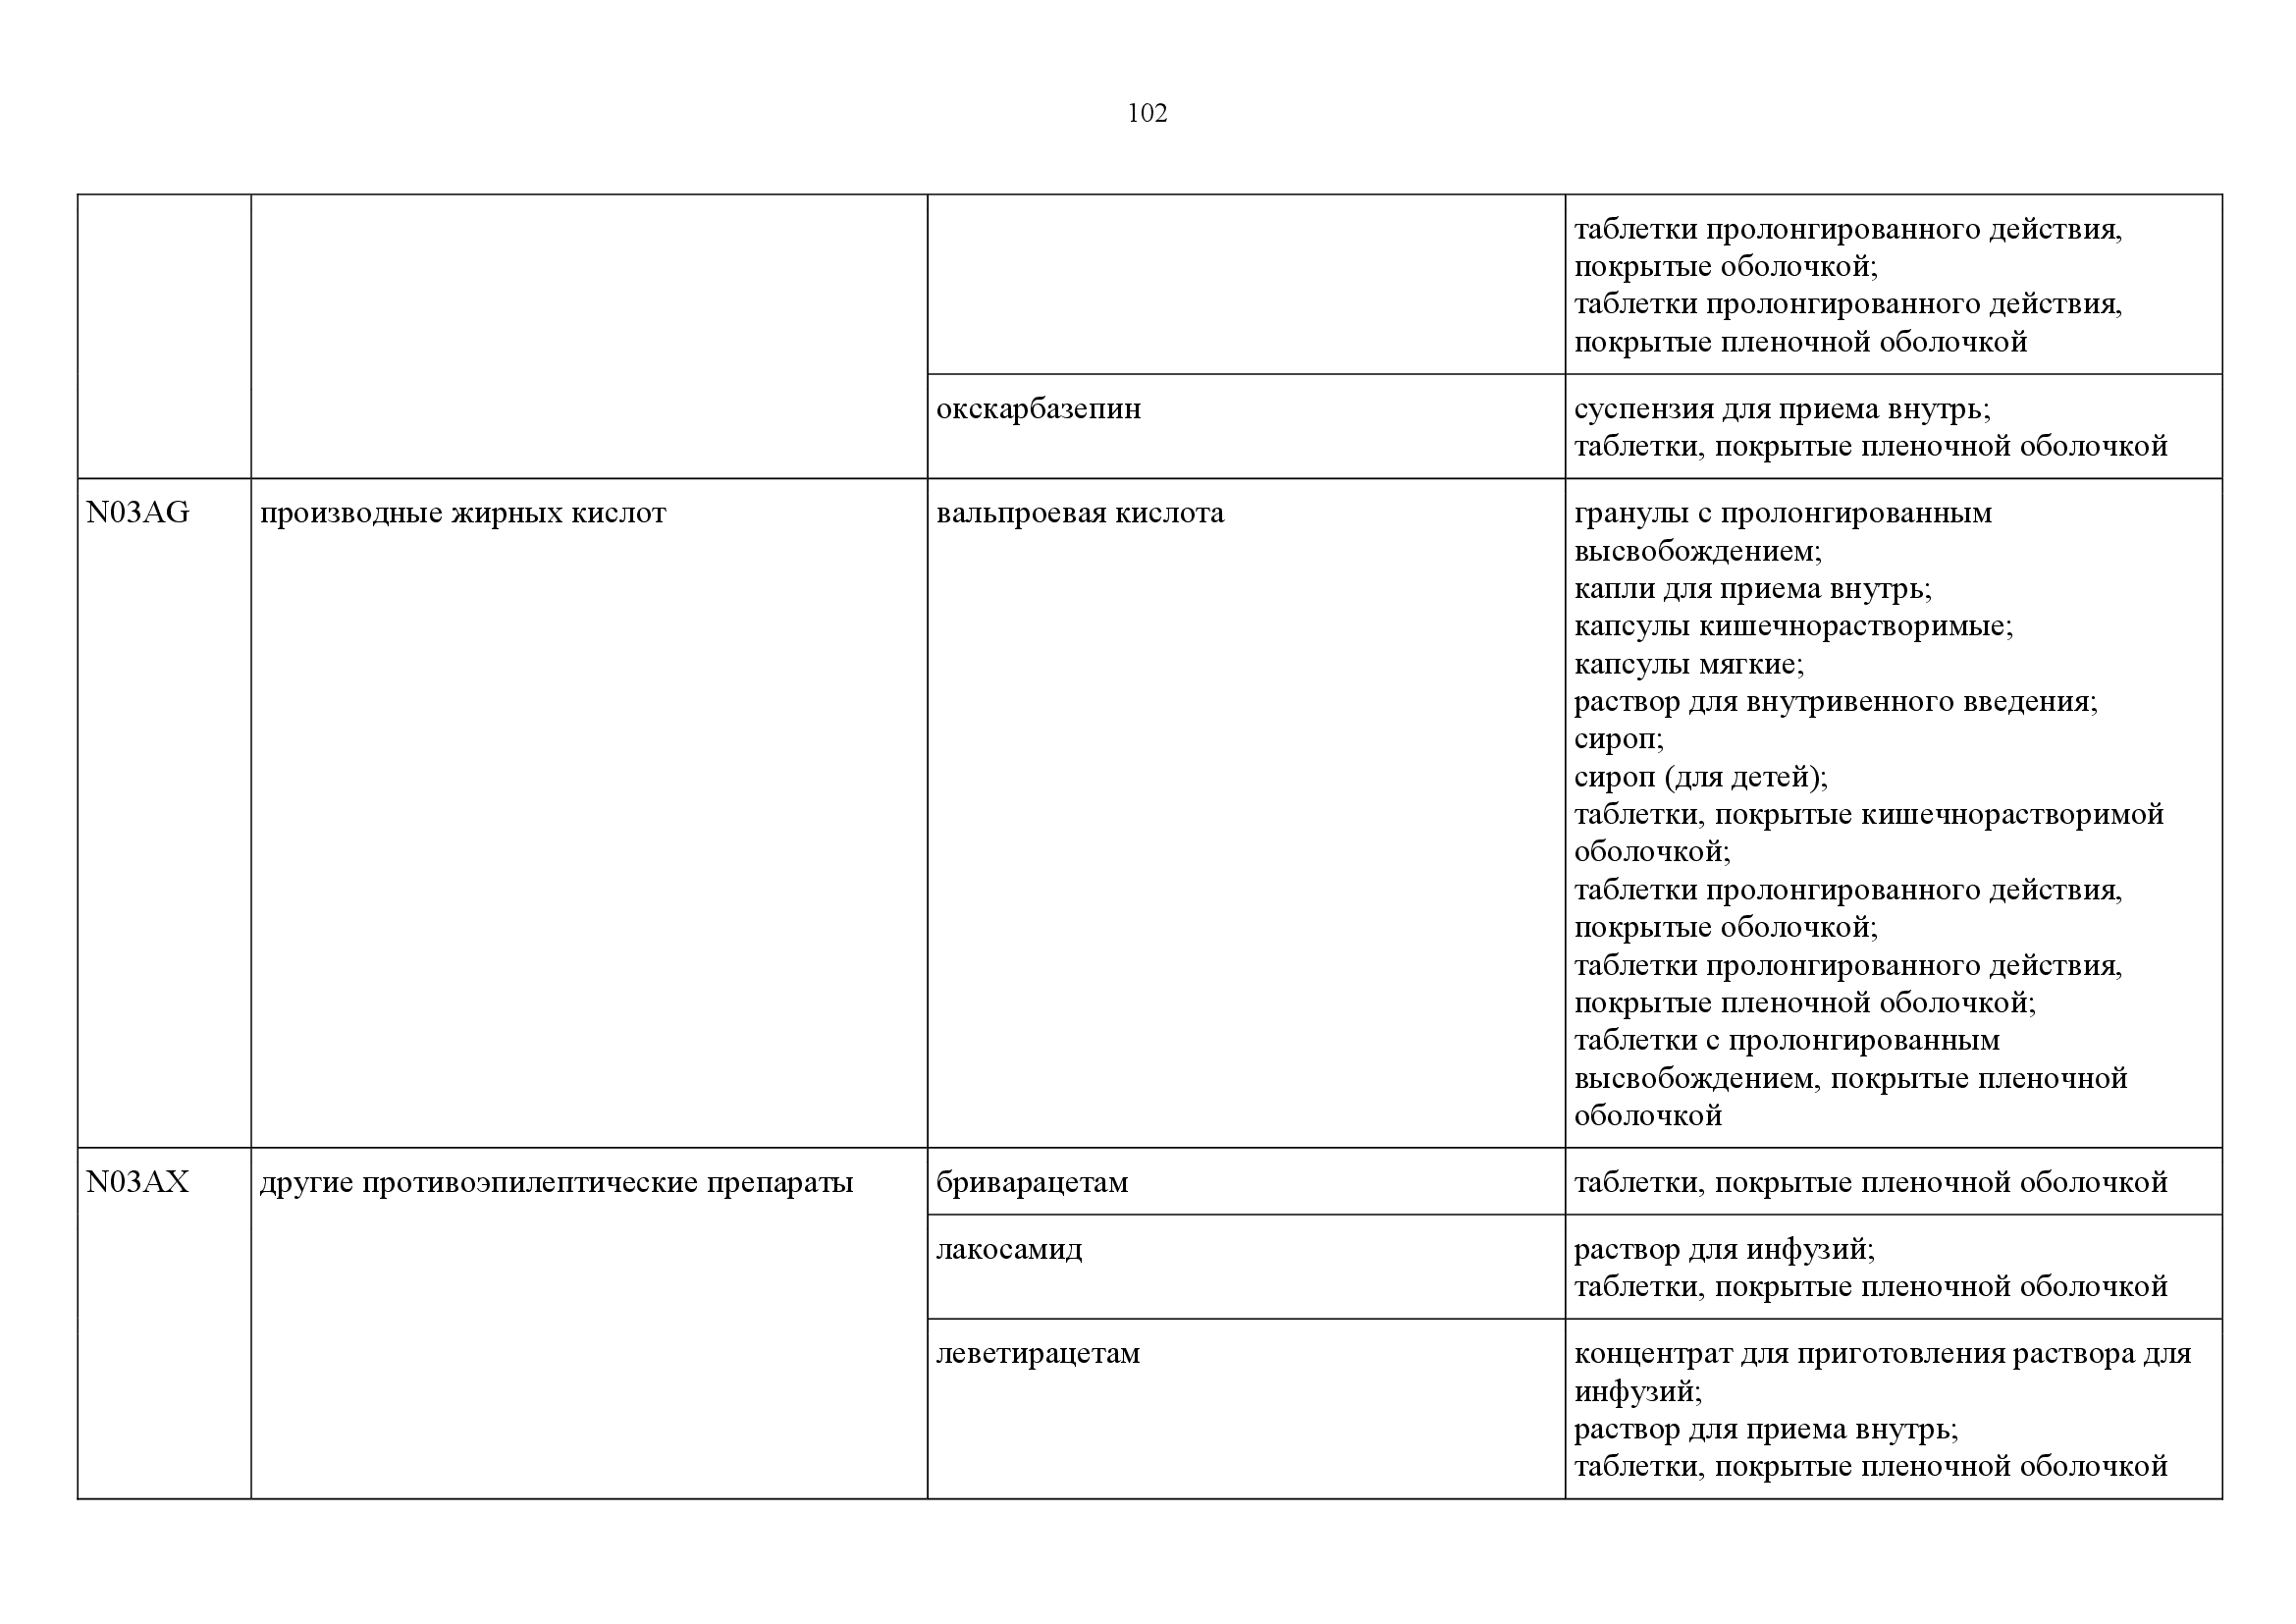 102
таблетки пролонгированного действия,
покрытые оболочкой;
таблетки пролонгированного действия,
покрытые пленочной оболочкой
окскарбазепин
суспензия для приема внутрь;
таблетки, покрытые пленочной оболочкой
N03AG
производные жирных кислот
вальпроевая кислота
гранулы с пролонгированным
высвобождением;
капли для приема внутрь;
капсулы кишечнорастворимые;
капсулы мягкие;
раствор для внутривенного введения;
сироп;
сироп (для детей);
таблетки, покрытые кишечнорастворимой
оболочкой;
таблетки пролонгированного действия,
покрытые оболочкой;
таблетки пролонгированного действия,
покрытые пленочной оболочкой;
таблетки с пролонгированным
высвобождением, покрытые пленочной
оболочкой
N03AX
другие противоэпилептические препараты
бриварацетам
таблетки, покрытые пленочной оболочкой
лакосамид
раствор для инфузий;
таблетки, покрытые пленочной оболочкой
леветирацетам
концентрат для приготовления раствора для
инфузий;
раствор для приема внутрь;
таблетки, покрытые пленочной оболочкой